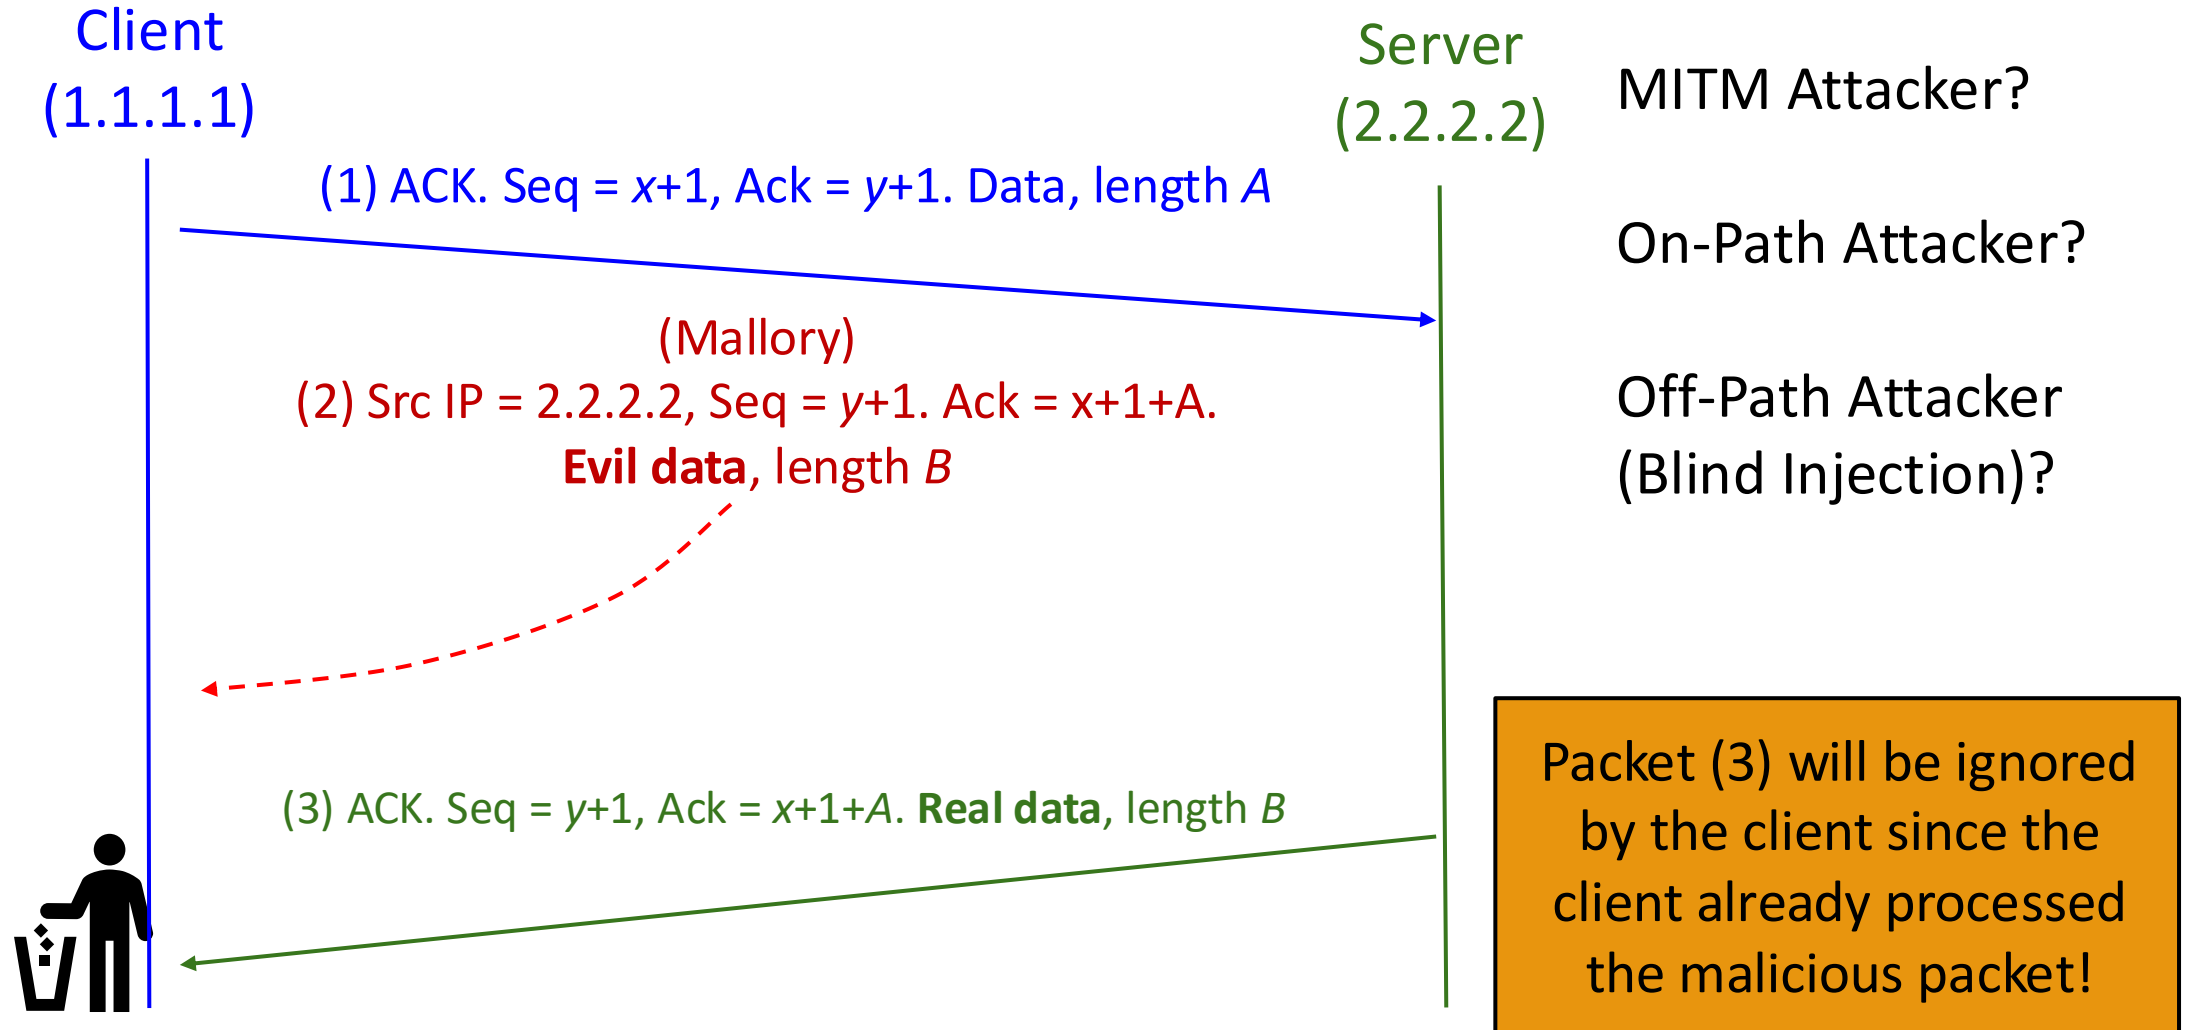 Client
(1.1.1.1)
Server
(2.2.2.2)
MITM Attacker?
(1) ACK. Seq = x+1, Ack = y+1. Data, length A
On-Path Attacker?
(Mallory)
(2) Src IP = 2.2.2.2, Seq = y+1. Ack = x+1+A.
Evil data, length B
Off-Path Attacker
(Blind Injection)?
(3) ACK. Seq = y+1, Ack = x+1+A. Real data, length B
Packet (3) will be ignored
by the client since the
client already processed
the malicious packet!